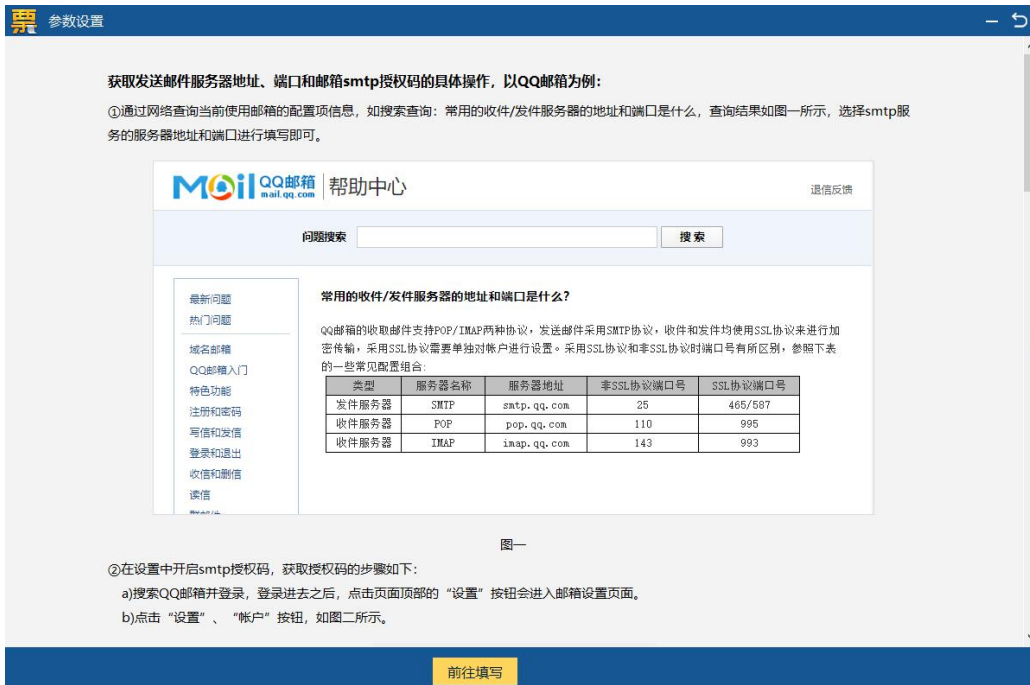 票 参数设置
获取发送邮件服务器地址、端口和邮箱smtp授权码的具体操作，以QQ邮箱为例：
①通过网络查询当前使用邮箱的配置项信息，如搜索查询：常用的收件/发件服务器的地址和端口是什么，查询结果如图一所示，选择smtp服
务的服务器地址和端口进行填写即可。
Mail QQ邮箱 mail.qq.com 帮助中心
退信反馈
问题搜索 搜索
最新问题
热门问题
域名邮箱
QQ邮箱入门
特色功能
注册和密码
写信和发信
登录和退出
收信和删信
读信
常用的收件/发件服务器的地址和端口是什么?
QQ邮箱的收取邮件支持POP/IMAP两种协议，发送邮件采用SMTP协议，收件和发件均使用SSL协议来进行加
密传输，采用SSL协议需要单独对帐户进行设置。采用SSL协议和非SSL协议时端口号有所区别，参照下表
的一些常见配置组合:
类型 服务器名称 服务器地址 非SSL协议端口号 SSL协议端口号
发件服务器 SMTP smtp.qq.com 25 465/587
收件服务器 POP pop.qq.com 110 995
收件服务器 IMAP imap.qq.com 143 993
图一
②在设置中开启smtp授权码，获取授权码的步骤如下：
a)搜索QQ邮箱并登录，登录进去之后，点击页面顶部的“设置”按钮会进入邮箱设置页面。
b)点击“设置”、“帐户”按钮，如图二所示。
前往填写